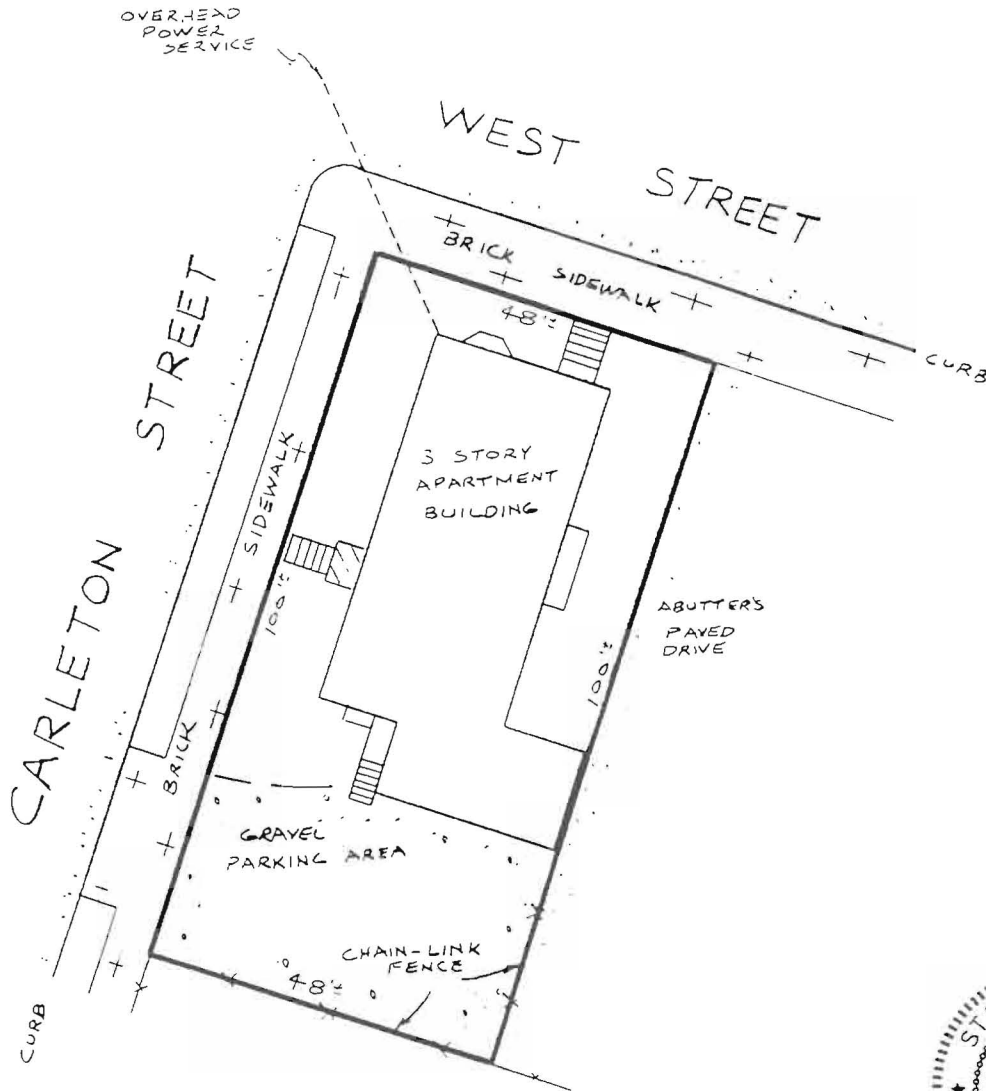 OVERHEAD
POWER
SERVICE
WEST STREET
BRICK SIDEWALK
48'±
CURB
CARLETON STREET
BRICK SIDEWALK
3 STORY
APARTMENT
BUILDING
100'±
100'±
ABUTTER'S
PAVED
DRIVE
GRAVEL
PARKING AREA
CHAIN-LINK
FENCE
48'±
CURB
ST